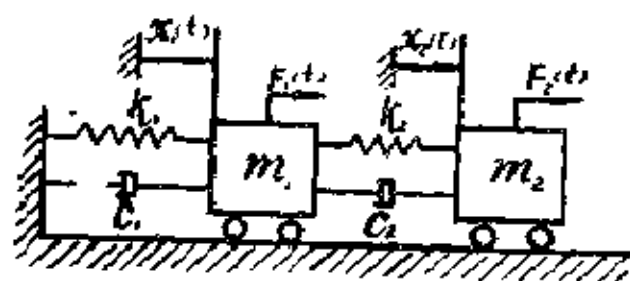 x₁(t) x₂(t)
F₁(t) F₂(t)
K₁ K₂
m₁ m₂
C₁ C₂